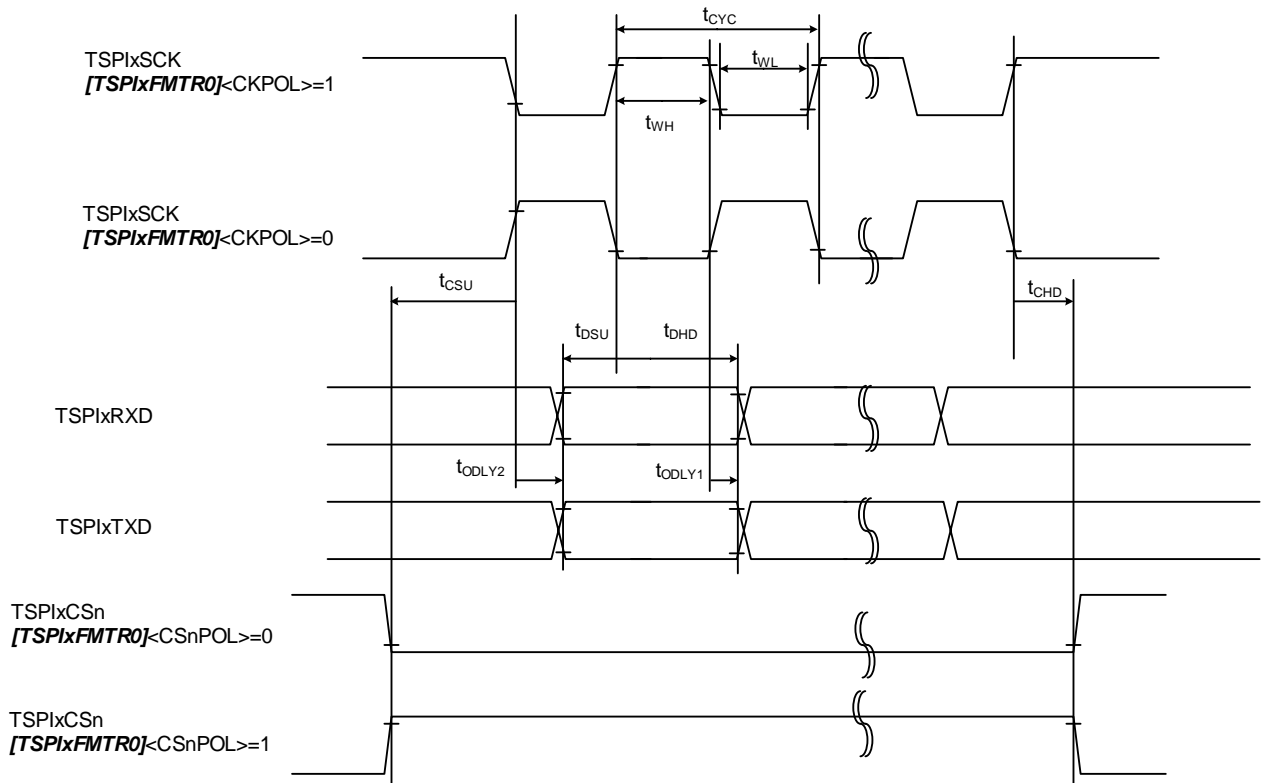 tCYC
TSPIxSCK
[TSPIxFMTR0]<CKPOL>=1
tWL
tWH
TSPIxSCK
[TSPIxFMTR0]<CKPOL>=0
tCSU
tCHD
tDSU
tDHD
TSPIxRXD
tODLY2
tODLY1
TSPIxTXD
TSPIxCSn
[TSPIxFMTR0]<CSnPOL>=0
TSPIxCSn
[TSPIxFMTR0]<CSnPOL>=1